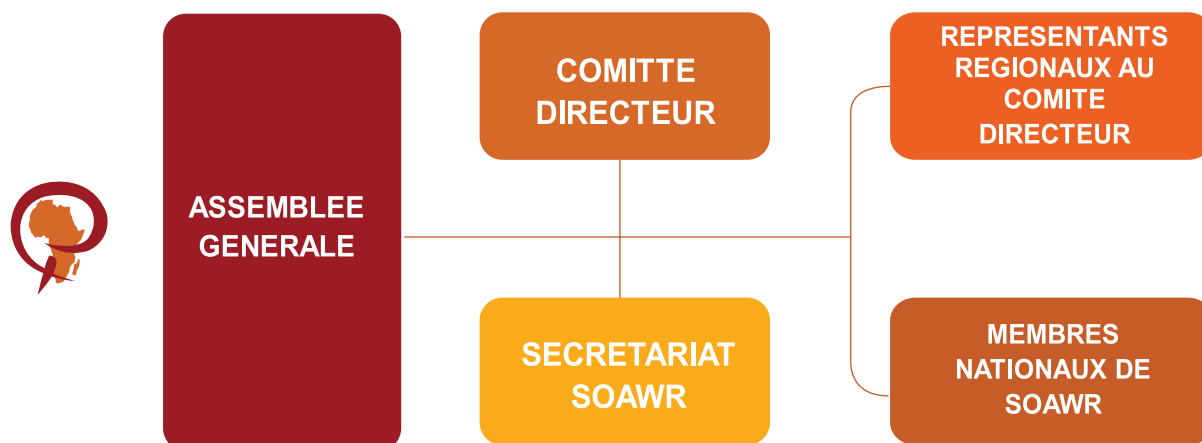 ASSEMBLEE
GENERALE
COMITTE
DIRECTEUR
SECRETARIAT
SOAWR
REPRESENTANTS
REGIONAUX AU
COMITE
DIRECTEUR
MEMBRES
NATIONAUX DE
SOAWR